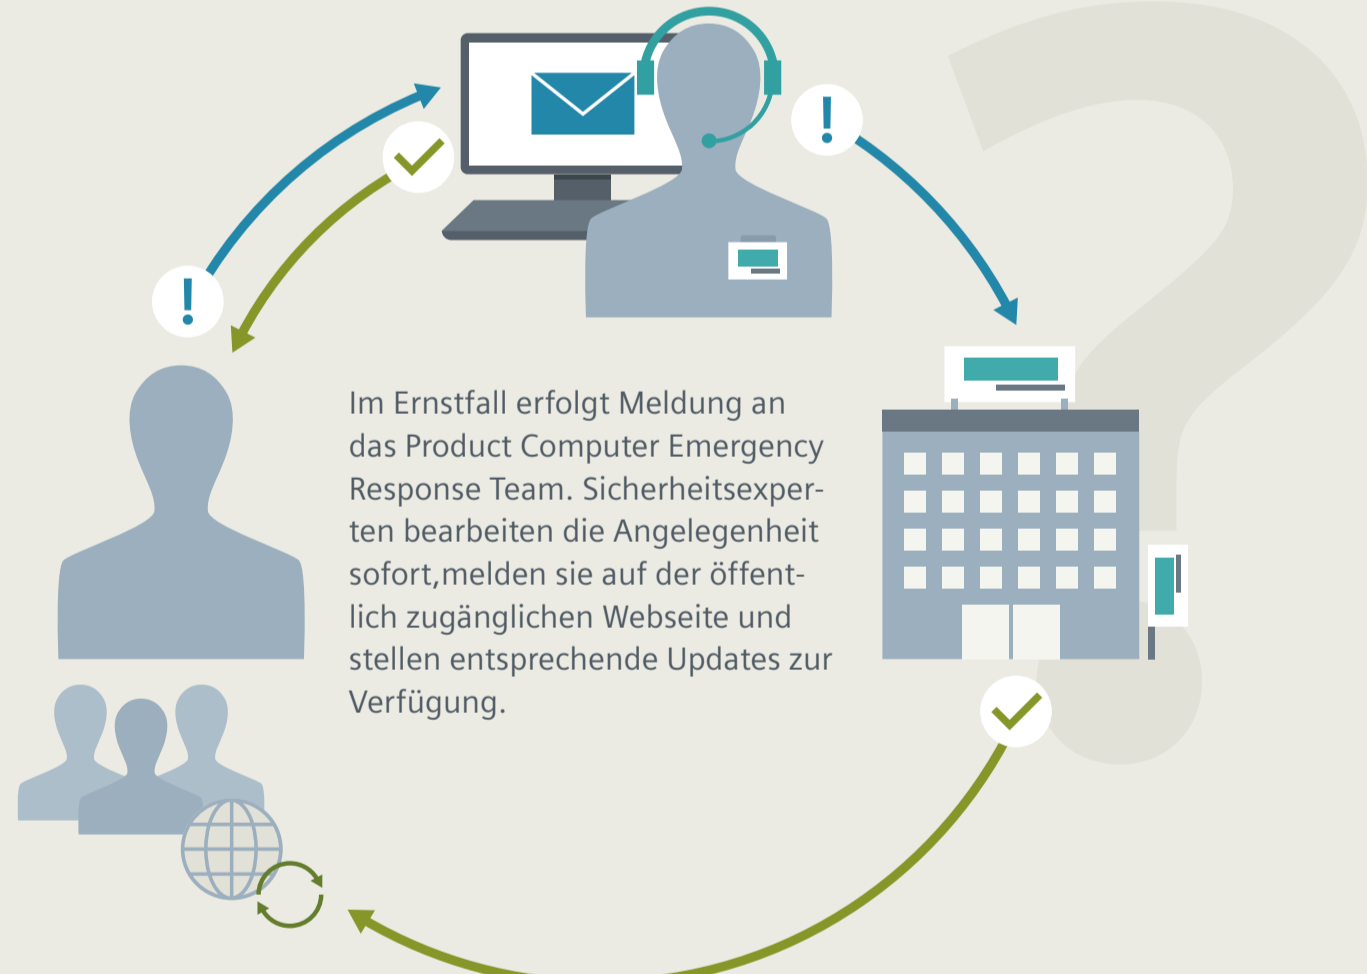 Im Ernstfall erfolgt Meldung an
das Product Computer Emergency
Response Team. Sicherheitsexper-
ten bearbeiten die Angelegenheit
sofort,melden sie auf der öffent-
lich zugänglichen Webseite und
stellen entsprechende Updates zur
Verfügung.